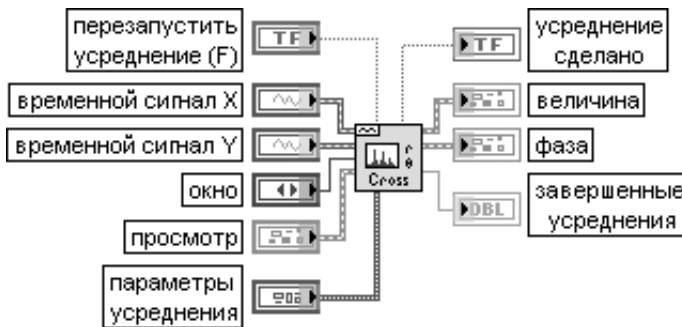 перезапустить
усреднение (F)
TF
временной сигнал X
временной сигнал Y
окно
просмотр
параметры
усреднения
r
θ
Cross
усреднение
сделано
TF
величина
фаза
завершенные
усреднения
DBL